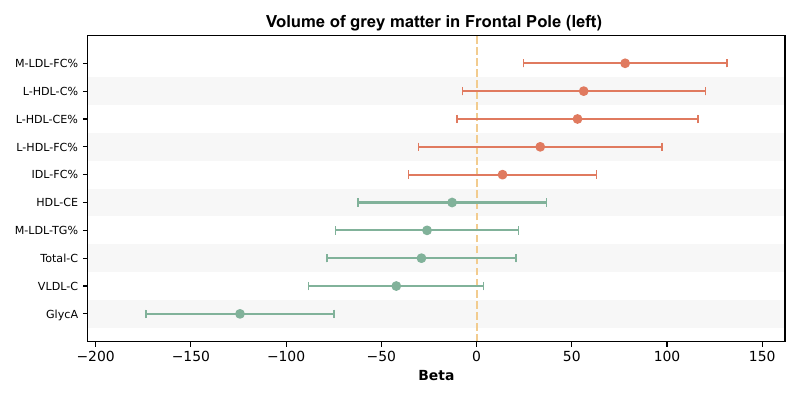 Volume of grey matter in Frontal Pole (left)
M-LDL-FC%
L-HDL-C%
L-HDL-CE%
L-HDL-FC%
IDL-FC%
HDL-CE
M-LDL-TG%
Total-C
VLDL-C
GlycA
−200 −150 −100 −50 0 50 100 150
Beta